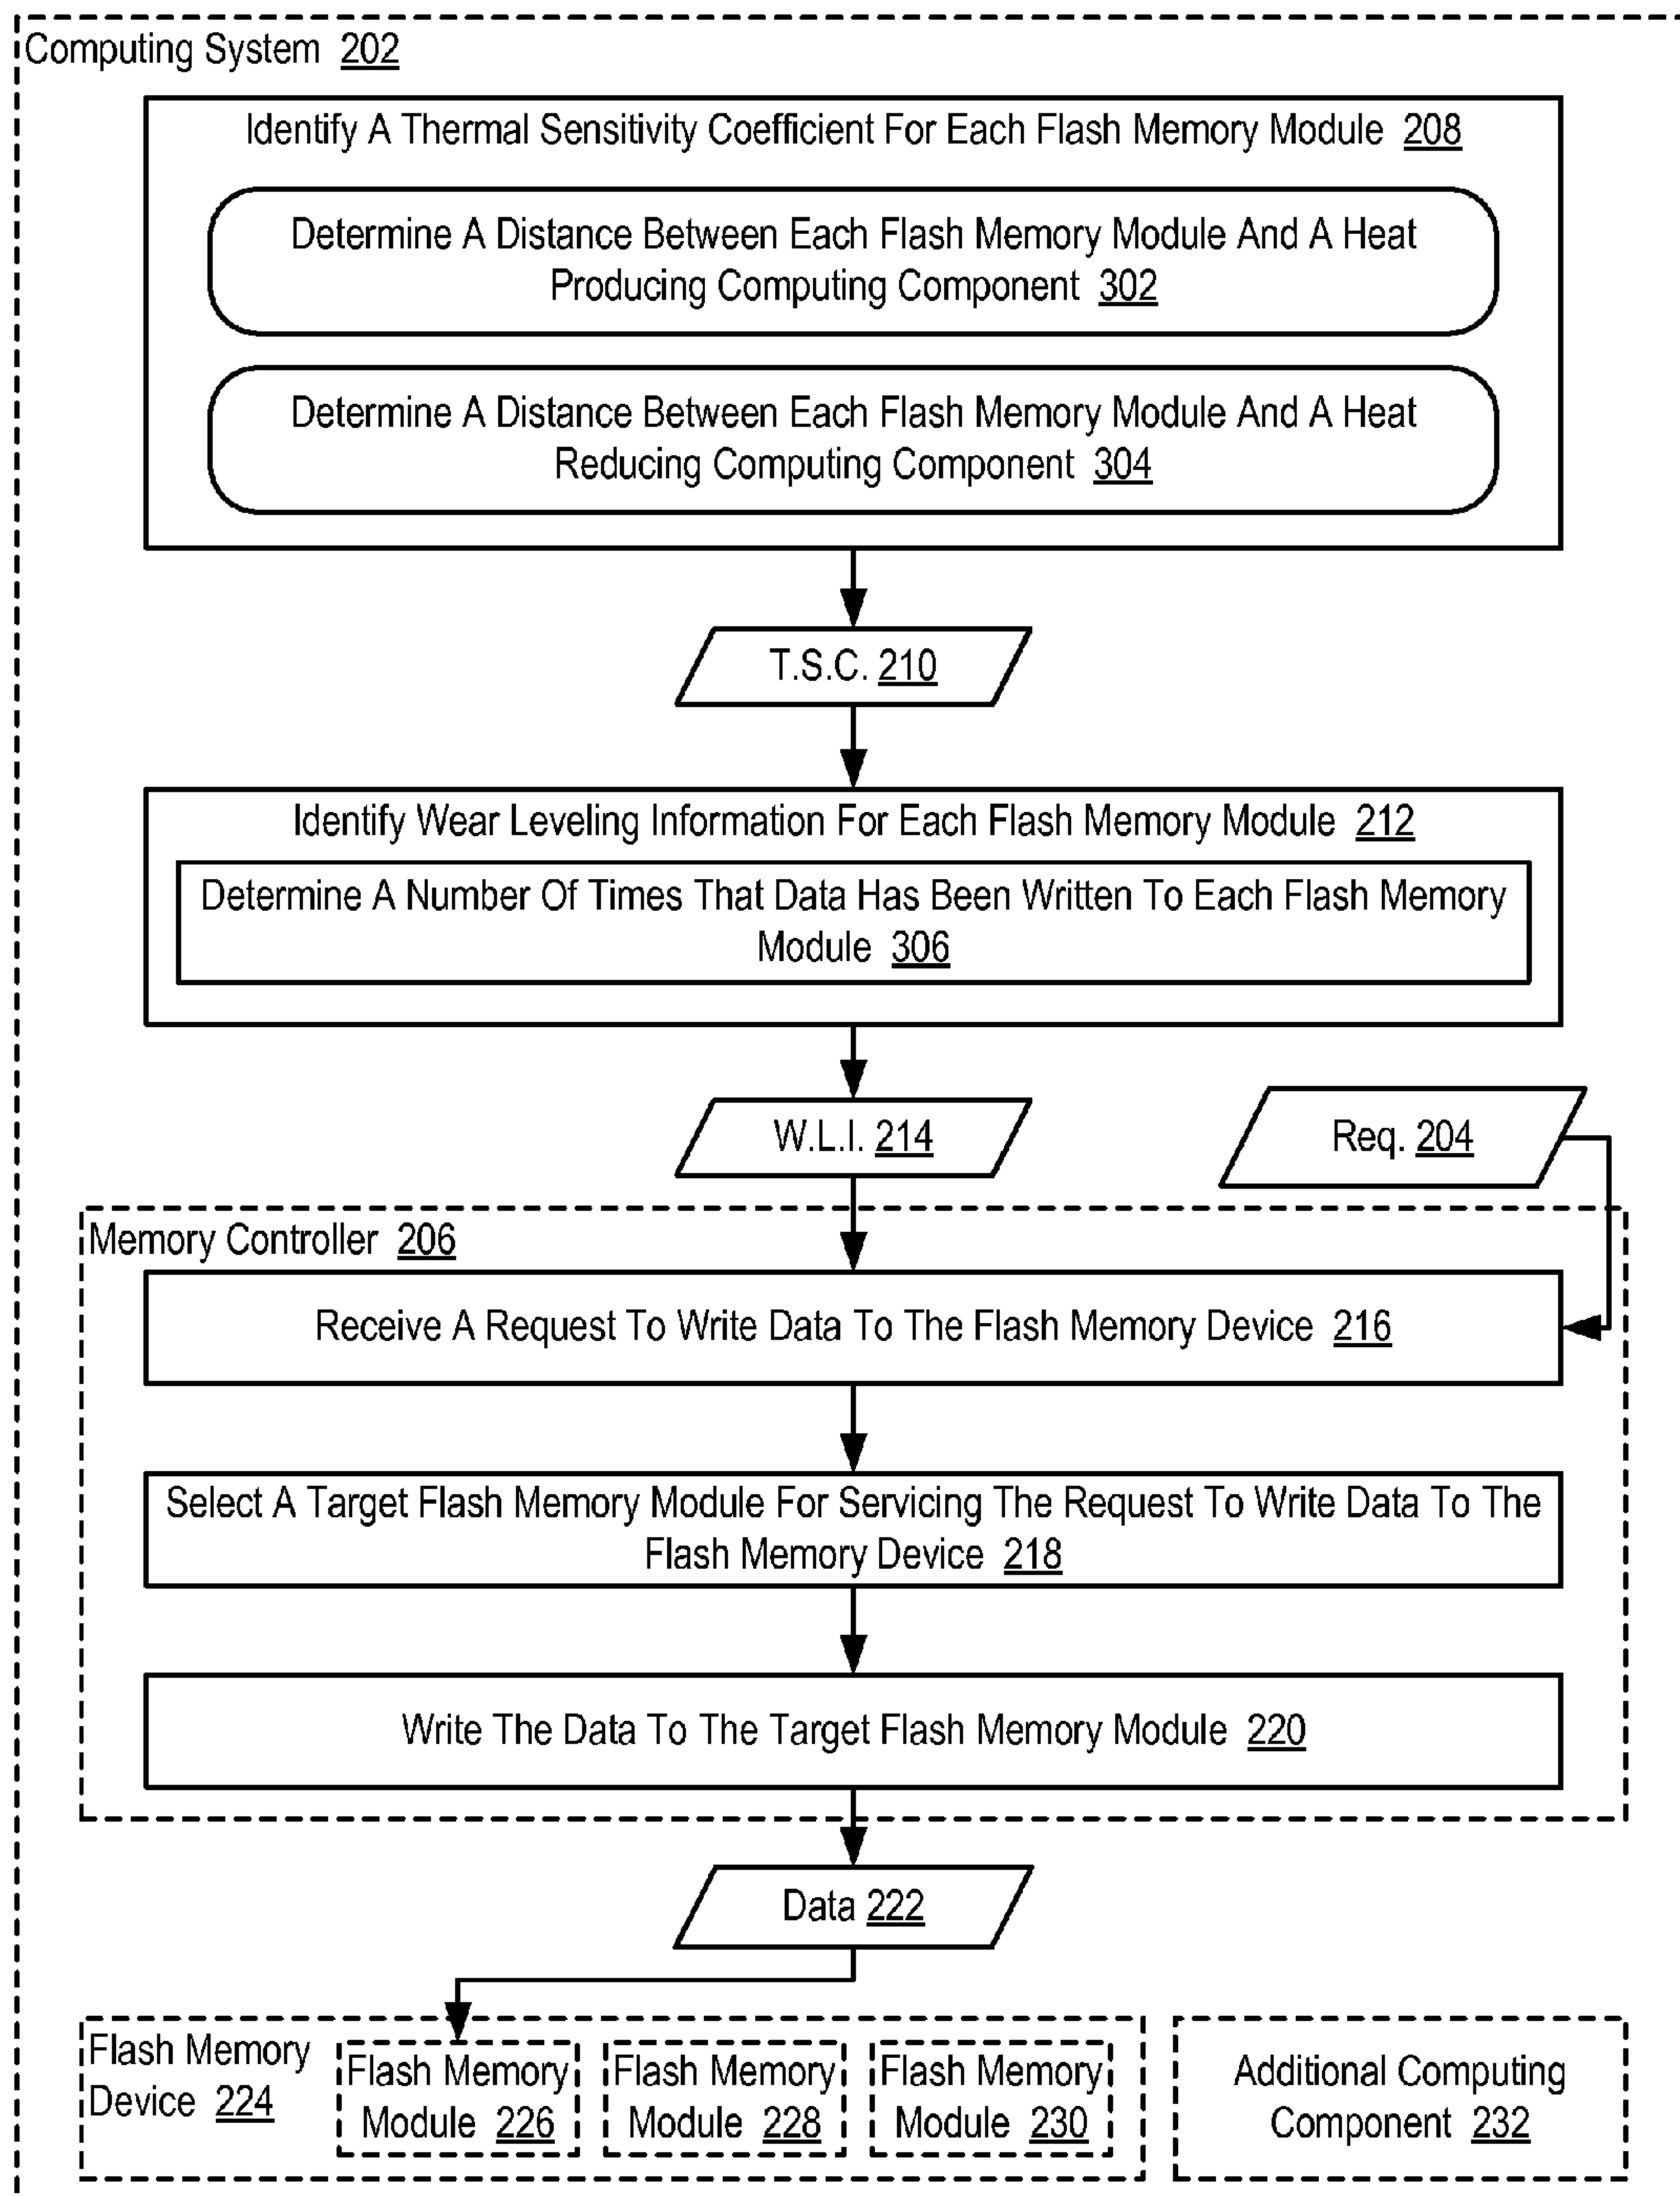 Computing System 202
Identify A Thermal Sensitivity Coefficient For Each Flash Memory Module 208
Determine A Distance Between Each Flash Memory Module And A Heat
Producing Computing Component 302
Determine A Distance Between Each Flash Memory Module And A Heat
Reducing Computing Component 304
T.S.C. 210
Identify Wear Leveling Information For Each Flash Memory Module 212
Determine A Number Of Times That Data Has Been Written To Each Flash Memory
Module 306
W.L.I. 214
Req. 204
Memory Controller 206
Receive A Request To Write Data To The Flash Memory Device 216
Select A Target Flash Memory Module For Servicing The Request To Write Data To The
Flash Memory Device 218
Write The Data To The Target Flash Memory Module 220
Data 222
Flash Memory
Device 224
Flash Memory
Module 226
Flash Memory
Module 228
Flash Memory
Module 230
Additional Computing
Component 232